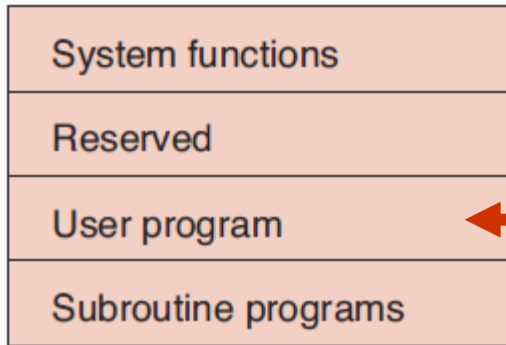 System functions
Reserved
User program
Subroutine programs